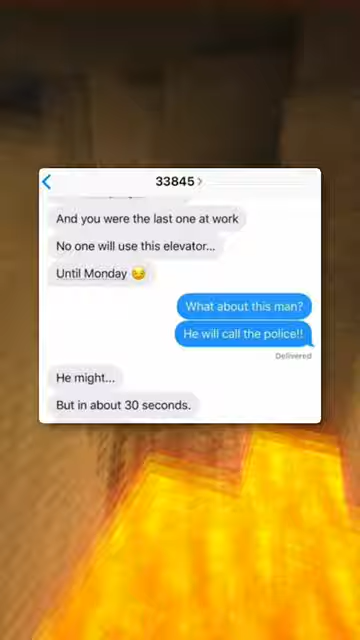 33845
And you were the last one at work
No one will use this elevator...
Until Monday 😏
What about this man?
He will call the police!!
Delivered
He might...
But in about 30 seconds.